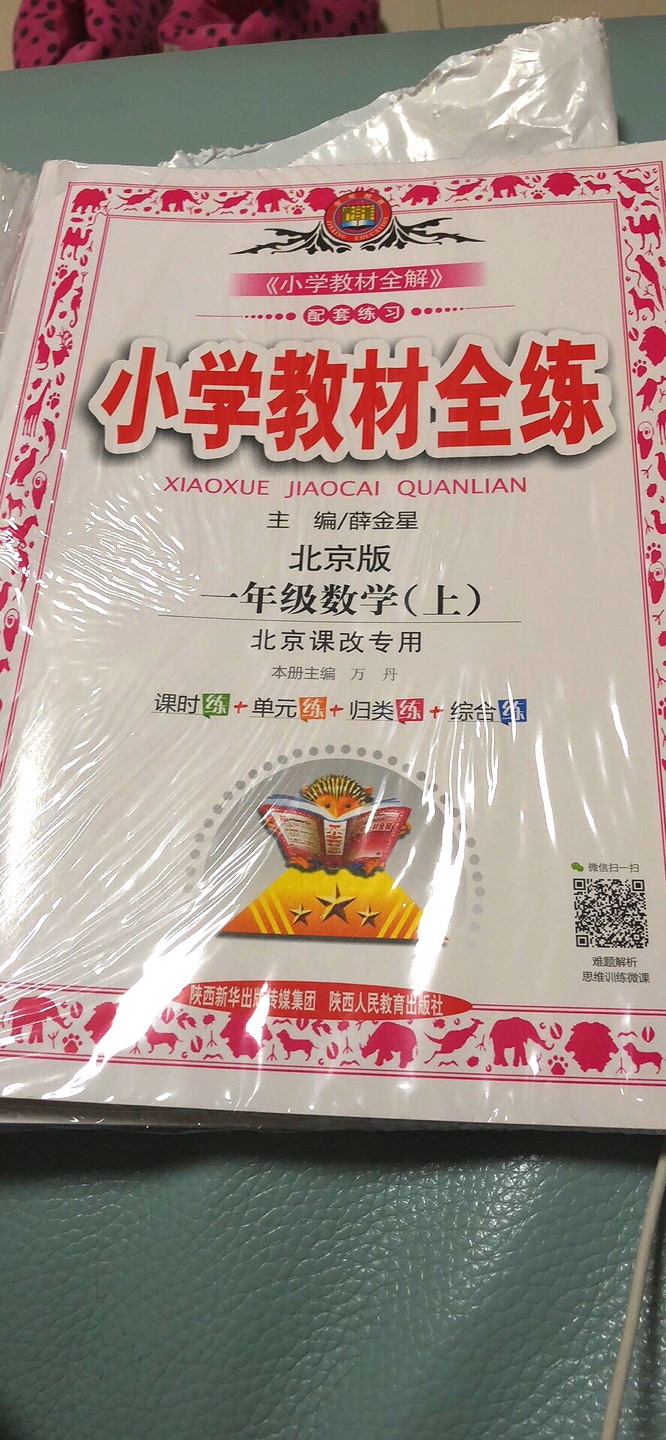 《小学教材全解》
配套练习
小学教材全练
XIAOXUE JIAOCAI QUANLIAN
主 编/薛金星
北京版
一年级数学(上)
北京课改专用
本册主编 万 丹
课时练+单元练+归类练+综合练
微信扫一扫
难题解析
思维训练微课
陕西新华出版传媒集团 陕西人民教育出版社